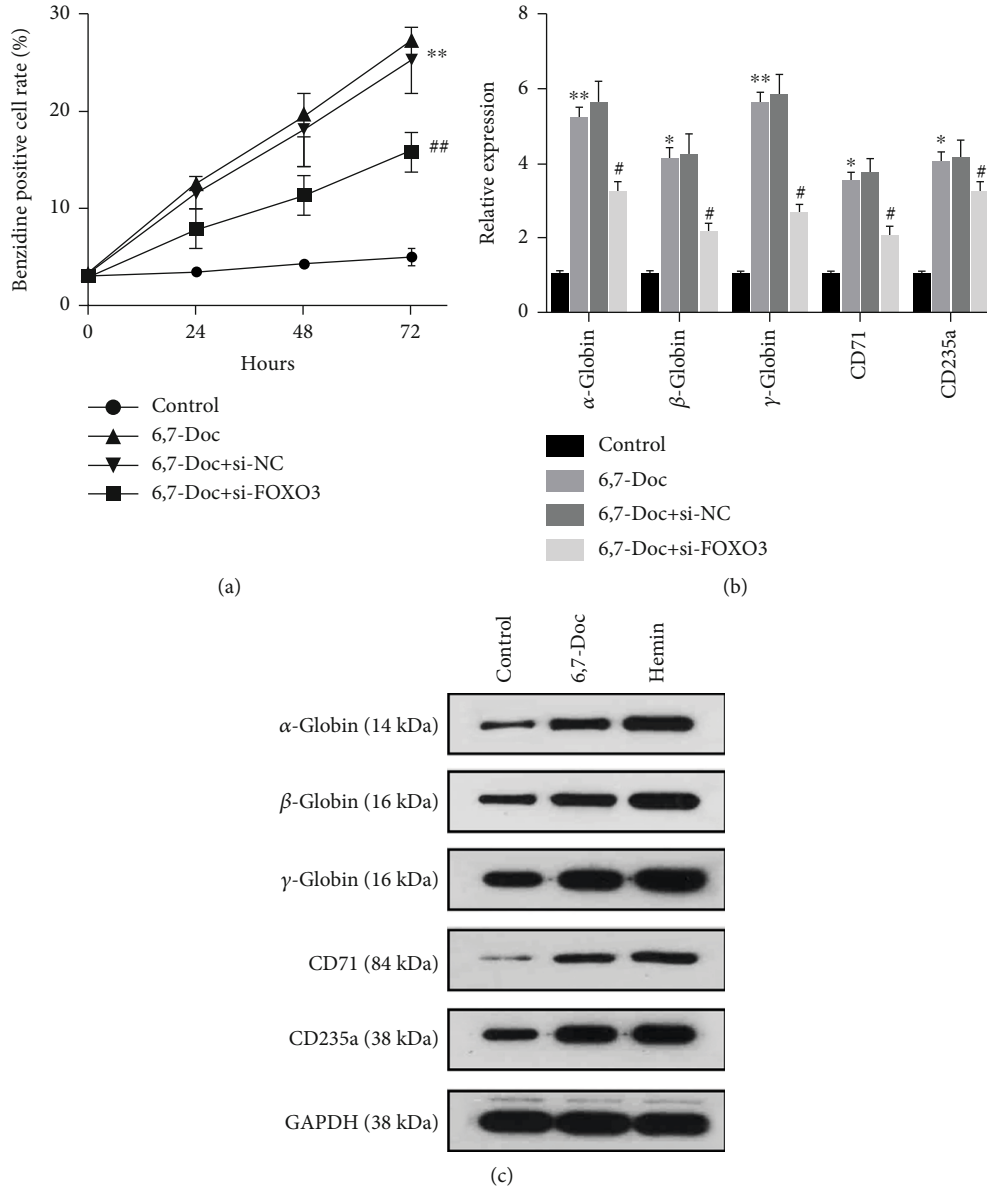 30
20
10
0
Benzidine positive cell rate (%)
**
##
0 24 48 72
Hours
Control
6,7-Doc
6,7-Doc+si-NC
6,7-Doc+si-FOXO3
(a)
8
6
4
2
0
Relative expression
** * ** * *
# # # # #
α-Globin
β-Globin
γ-Globin
CD71
CD235a
Control
6,7-Doc
6,7-Doc+si-NC
6,7-Doc+si-FOXO3
(b)
Control
6,7-Doc
Hemin
α-Globin (14 kDa)
β-Globin (16 kDa)
γ-Globin (16 kDa)
CD71 (84 kDa)
CD235a (38 kDa)
GAPDH (38 kDa)
(c)